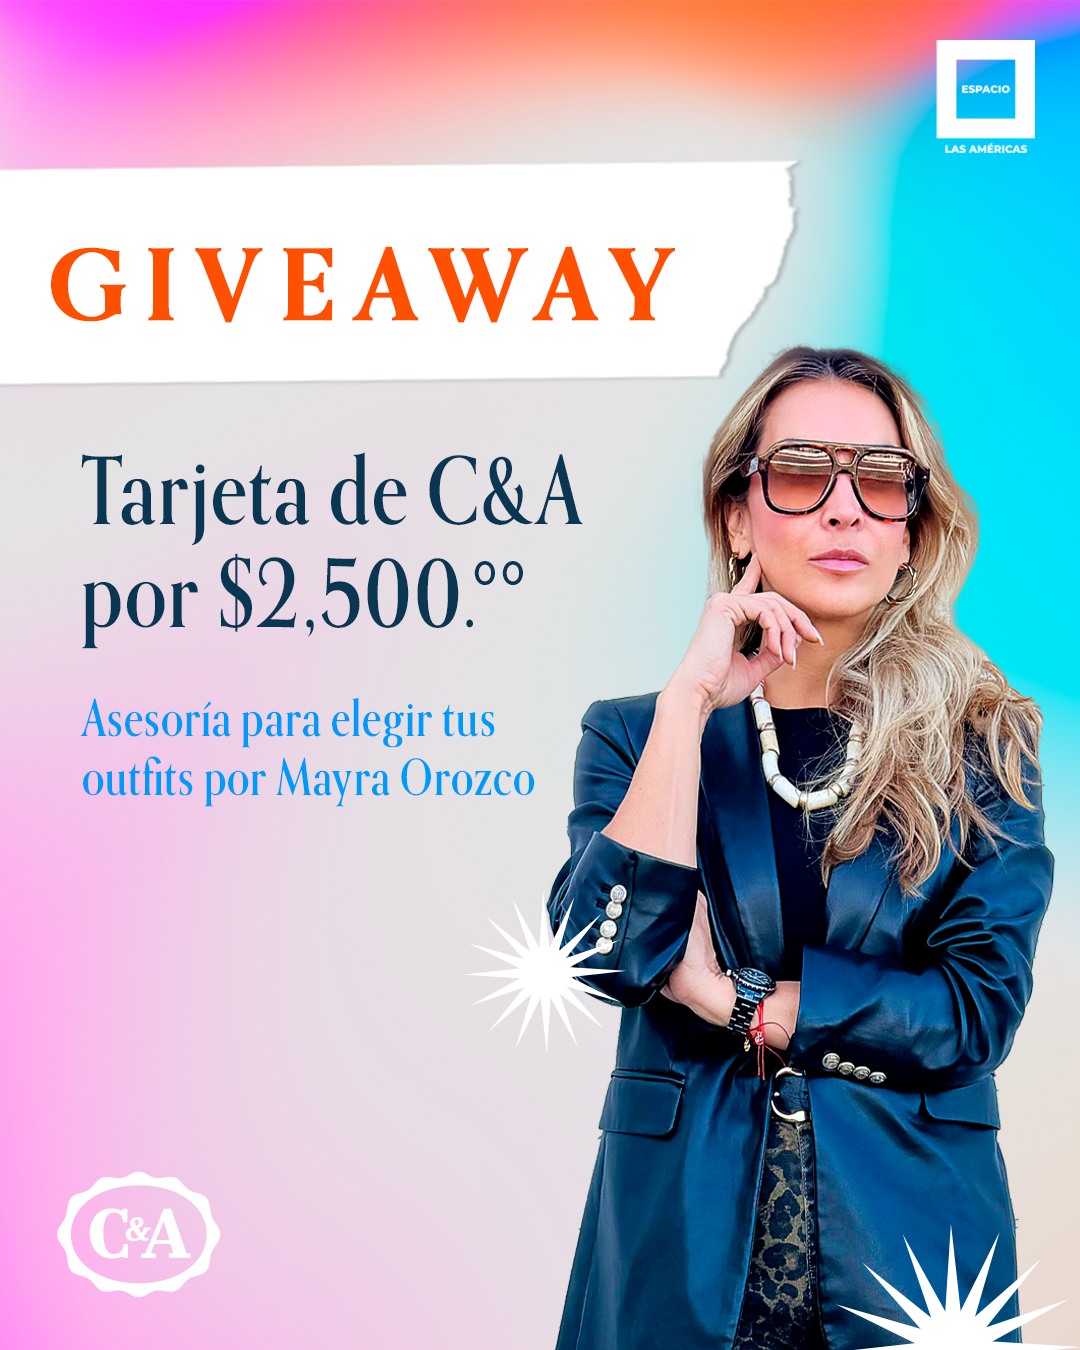 ESPACIO
LAS AMÉRICAS
GIVEAWAY
Tarjeta de C&A
por $2,500.°°
Asesoría para elegir tus
outfits por Mayra Orozco
C&A